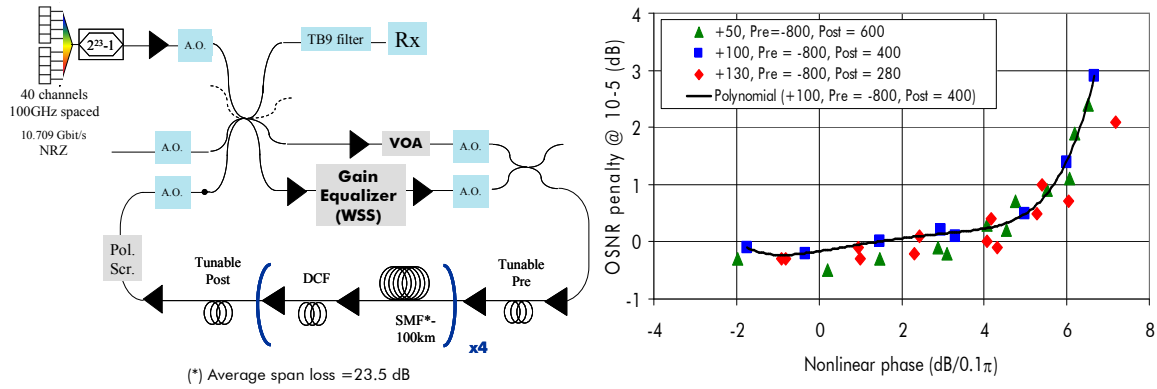 40 channels
100GHz spaced
10.709 Gbit/s
NRZ
2²³-1
A.O.
TB9 filter
Rx
A.O.
VOA
A.O.
A.O.
Gain
Equalizer
(WSS)
A.O.
Pol.
Scr.
Tunable
Post
DCF
SMF*-
100km
x4
Tunable
Pre
(*) Average span loss =23.5 dB
+50, Pre=-800, Post = 600
+100, Pre = -800, Post = 400
+130, Pre = -800, Post = 280
Polynomial (+100, Pre = -800, Post = 400)
OSNR penalty @ 10-5 (dB)
4
3
2
1
0
-1
-4
-2
0
2
4
6
8
Nonlinear phase (dB/0.1π)